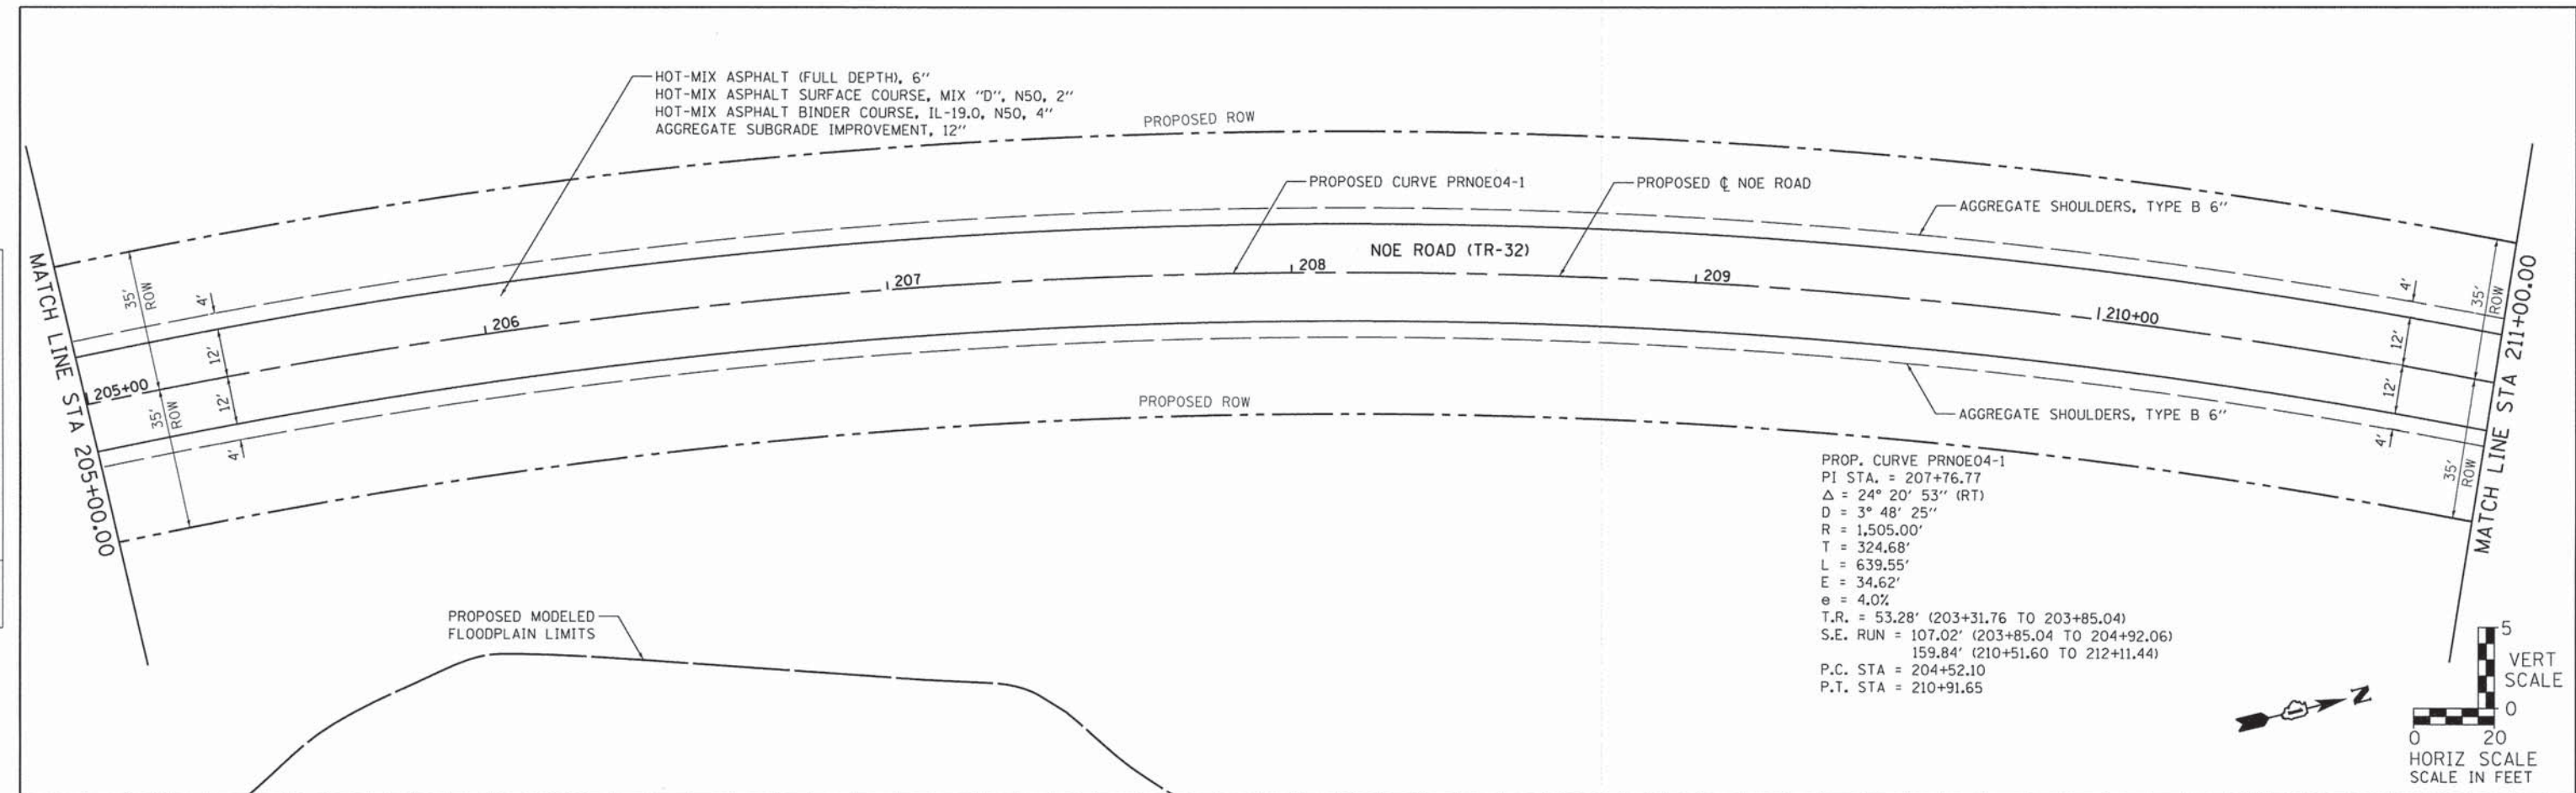 HOT-MIX ASPHALT (FULL DEPTH), 6"
HOT-MIX ASPHALT SURFACE COURSE, MIX "D", N50, 2"
HOT-MIX ASPHALT BINDER COURSE, IL-19.0, N50, 4"
AGGREGATE SUBGRADE IMPROVEMENT, 12"
PROPOSED ROW
PROPOSED CURVE PRNOE04-1
PROPOSED ℄ NOE ROAD
AGGREGATE SHOULDERS, TYPE B 6"
NOE ROAD (TR-32)
MATCH LINE STA 205+00.00
35'
ROW
4'
12'
12'
35'
ROW
4'
205+00
206
207
208
209
210+00
4'
35'
ROW
12'
12'
4'
35'
ROW
MATCH LINE STA 211+00.00
PROPOSED ROW
AGGREGATE SHOULDERS, TYPE B 6"
PROP. CURVE PRNOE04-1
PI STA. = 207+76.77
Δ = 24° 20' 53" (RT)
D = 3° 48' 25"
R = 1,505.00'
T = 324.68'
L = 639.55'
E = 34.62'
e = 4.0%
T.R. = 53.28' (203+31.76 TO 203+85.04)
S.E. RUN = 107.02' (203+85.04 TO 204+92.06)
159.84' (210+51.60 TO 212+11.44)
P.C. STA = 204+52.10
P.T. STA = 210+91.65
PROPOSED MODELED
FLOODPLAIN LIMITS
N
5
VERT
SCALE
0
0 20
HORIZ SCALE
SCALE IN FEET